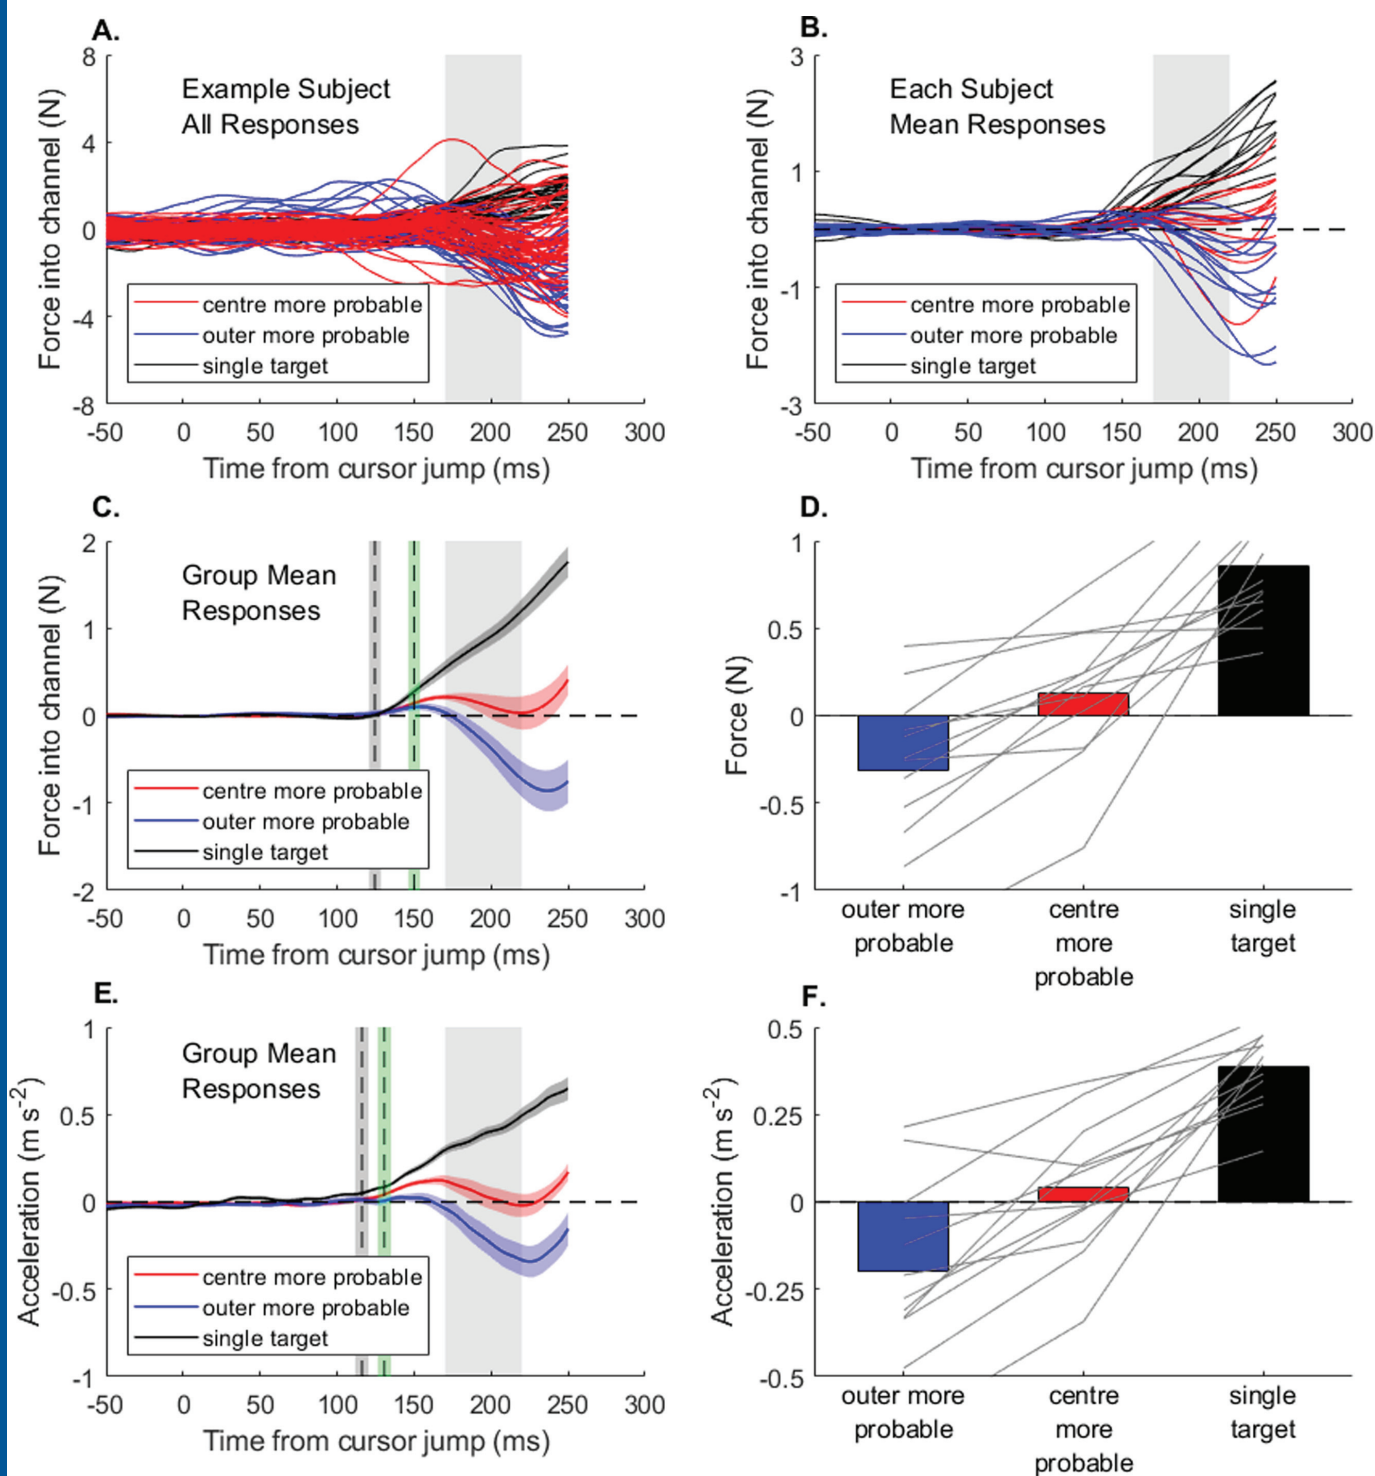 A.
8
4
0
-4
-8
Force into channel (N)
Example Subject
All Responses
centre more probable
outer more probable
single target
-50 0 50 100 150 200 250 300
Time from cursor jump (ms)
B.
3
1
-1
-3
Force into channel (N)
Each Subject
Mean Responses
centre more probable
outer more probable
single target
-50 0 50 100 150 200 250 300
Time from cursor jump (ms)
C.
2
1
0
-1
-2
Force into channel (N)
Group Mean
Responses
centre more probable
outer more probable
single target
-50 0 50 100 150 200 250 300
Time from cursor jump (ms)
D.
1
0.5
0
-0.5
-1
Force (N)
outer more
probable
centre
more
probable
single
target
E.
1
0.5
0
-0.5
-1
Acceleration (m s-2)
Group Mean
Responses
centre more probable
outer more probable
single target
-50 0 50 100 150 200 250 300
Time from cursor jump (ms)
F.
0.5
0.25
0
-0.25
-0.5
Acceleration (m s-2)
outer more
probable
centre
more
probable
single
target